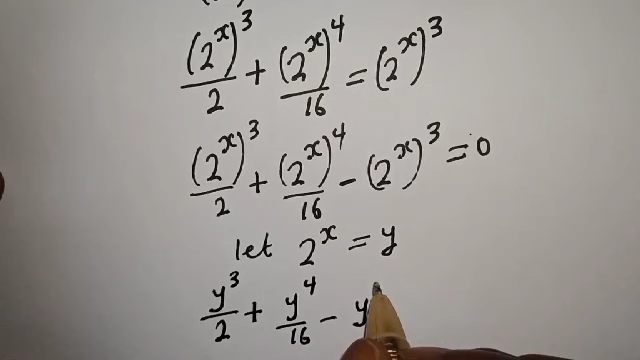 (2^x)^3/2 + (2^x)^4/16 = (2^x)^3
(2^x)^3/2 + (2^x)^4/16 - (2^x)^3 = 0
let 2^x = y
y^3/2 + y^4/16 - y